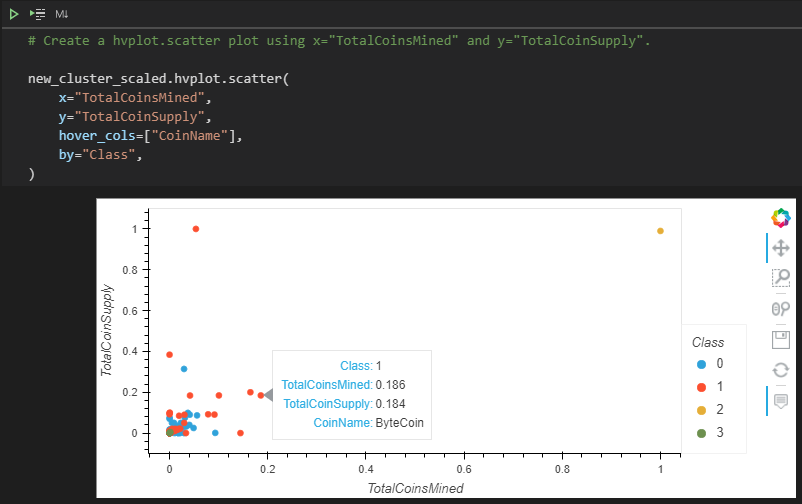 M↓
# Create a hvplot.scatter plot using x="TotalCoinsMined" and y="TotalCoinSupply".
new_cluster_scaled.hvplot.scatter(
x="TotalCoinsMined",
y="TotalCoinSupply",
hover_cols=["CoinName"],
by="Class",
)
1
0.8
0.6
0.4
0.2
0
TotalCoinSupply
0
0.2
0.4
0.6
0.8
1
TotalCoinsMined
Class: 1
TotalCoinsMined: 0.186
TotalCoinSupply: 0.184
CoinName: ByteCoin
Class
0
1
2
3